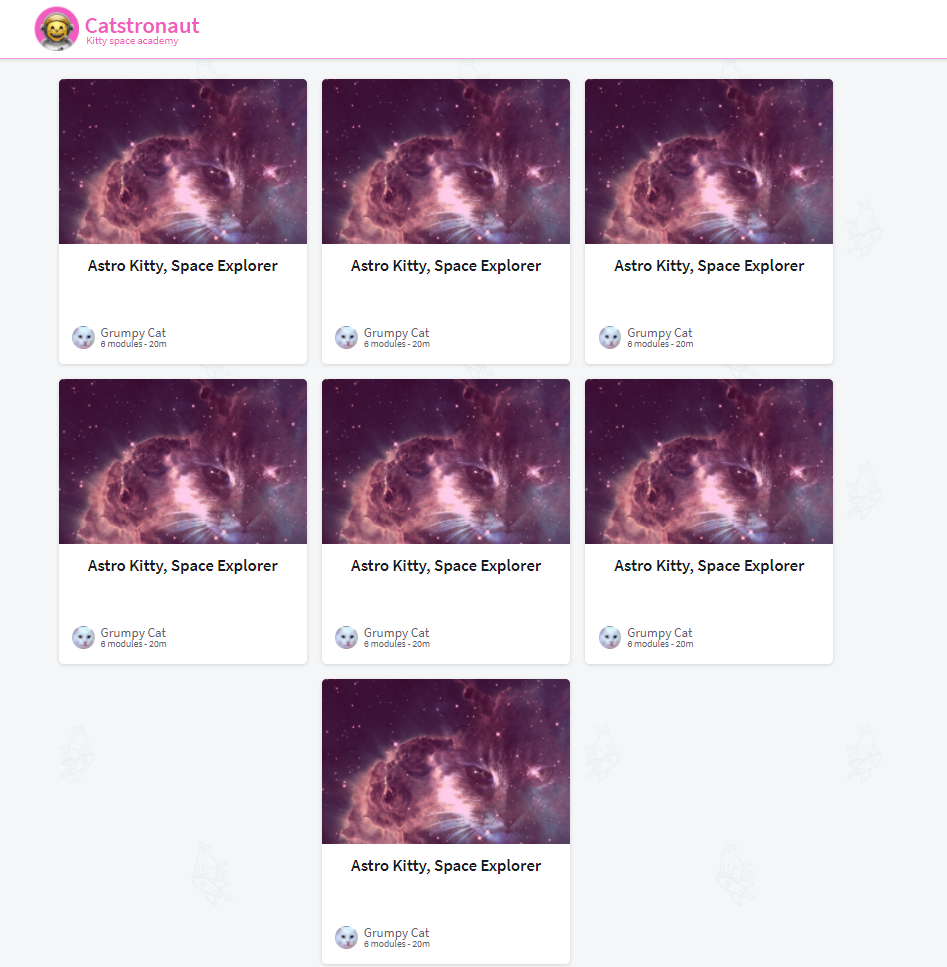 Catstronaut
Kitty space academy
Astro Kitty, Space Explorer
Astro Kitty, Space Explorer
Astro Kitty, Space Explorer
Grumpy Cat
6 modules - 20m
Grumpy Cat
6 modules - 20m
Grumpy Cat
6 modules - 20m
Astro Kitty, Space Explorer
Astro Kitty, Space Explorer
Astro Kitty, Space Explorer
Grumpy Cat
6 modules - 20m
Grumpy Cat
6 modules - 20m
Grumpy Cat
6 modules - 20m
Astro Kitty, Space Explorer
Grumpy Cat
6 modules - 20m